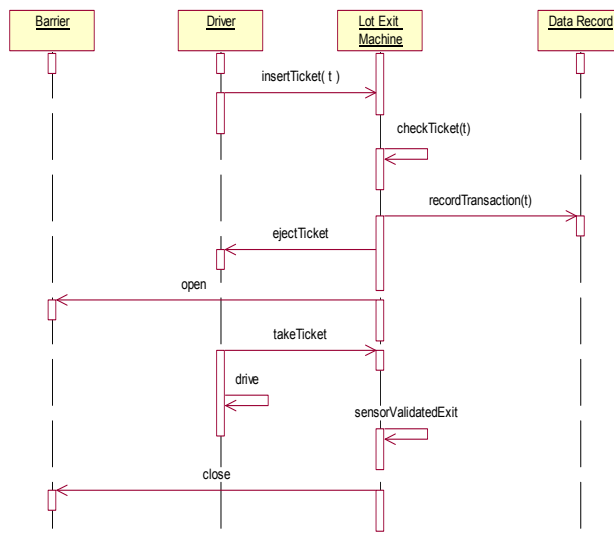 Barrier
Driver
Lot Exit
Machine
Data Record
insertTicket( t )
checkTicket(t)
recordTransaction(t)
ejectTicket
open
takeTicket
drive
sensorValidatedExit
close